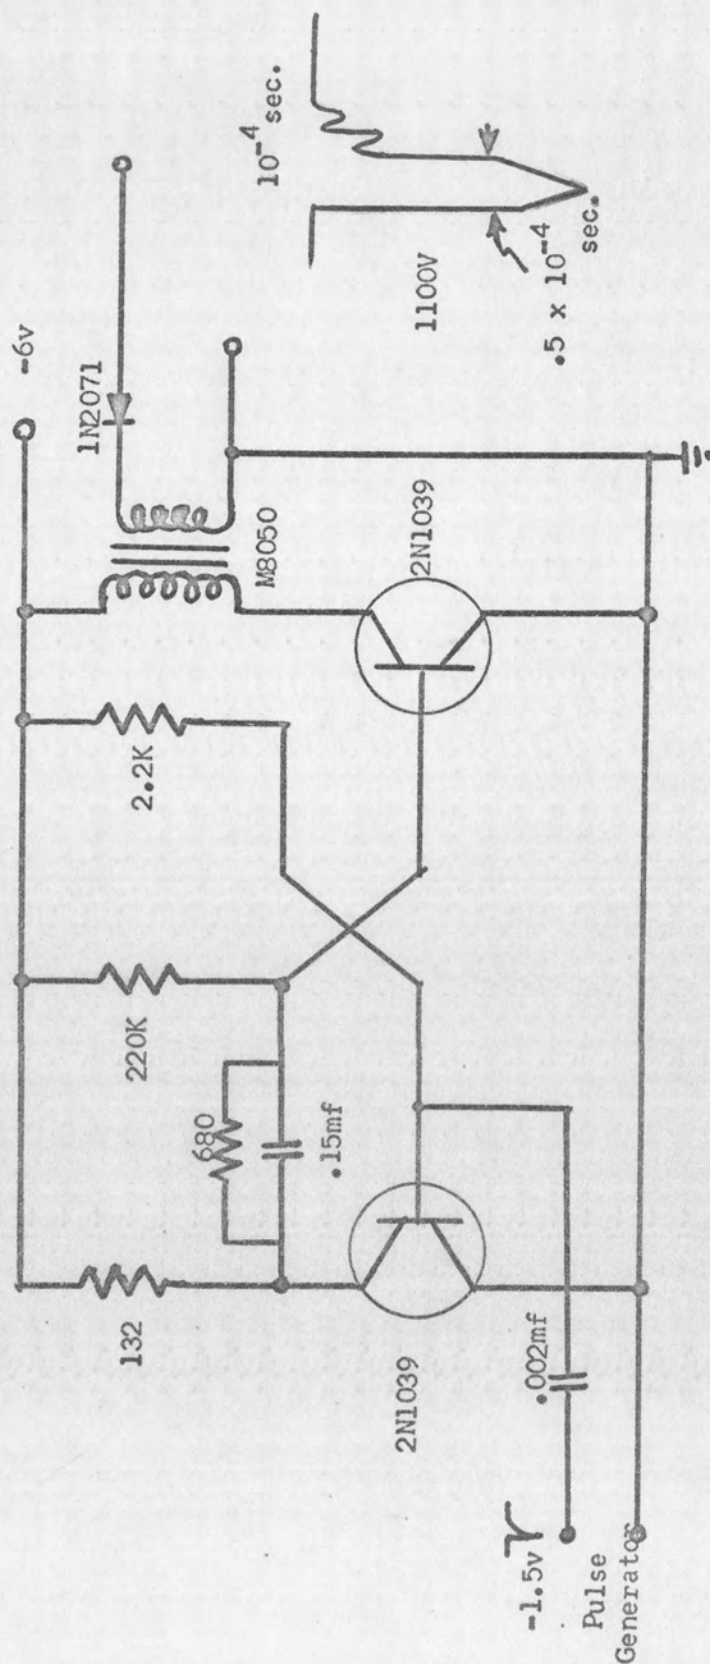 -6v
1N2071
10⁻⁴ sec.
2.2K
M8050
1100V
220K
680
.5 x 10⁻⁴
sec.
.15mf
2N1039
132
2N1039
.002mf
-1.5v
Pulse
Generator